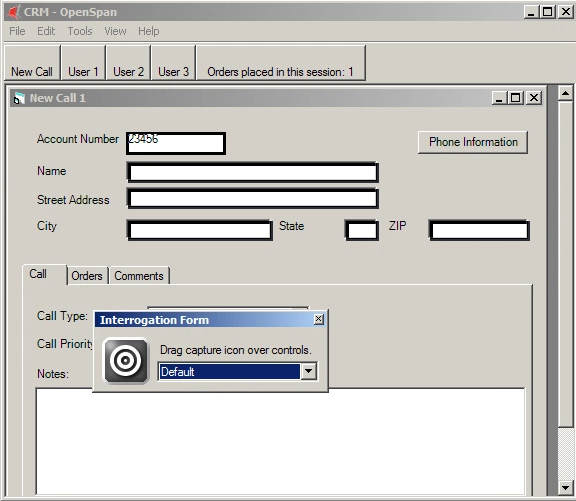 CRM - OpenSpan
File Edit Tools View Help
New Call User 1 User 2 User 3 Orders placed in this session: 1
New Call 1
Account Number 23456 Phone Information
Name
Street Address
City State ZIP
Call Orders Comments
Call Type:
Interrogation Form
Call Priority
Drag capture icon over controls.
Notes: Default